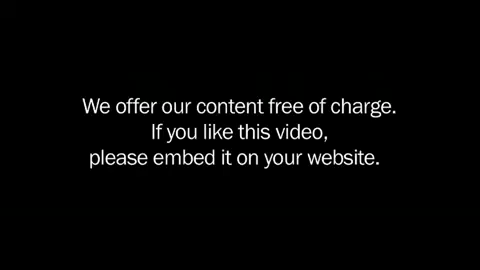 We offer our content free of charge.
If you like this video,
please embed it on your website.